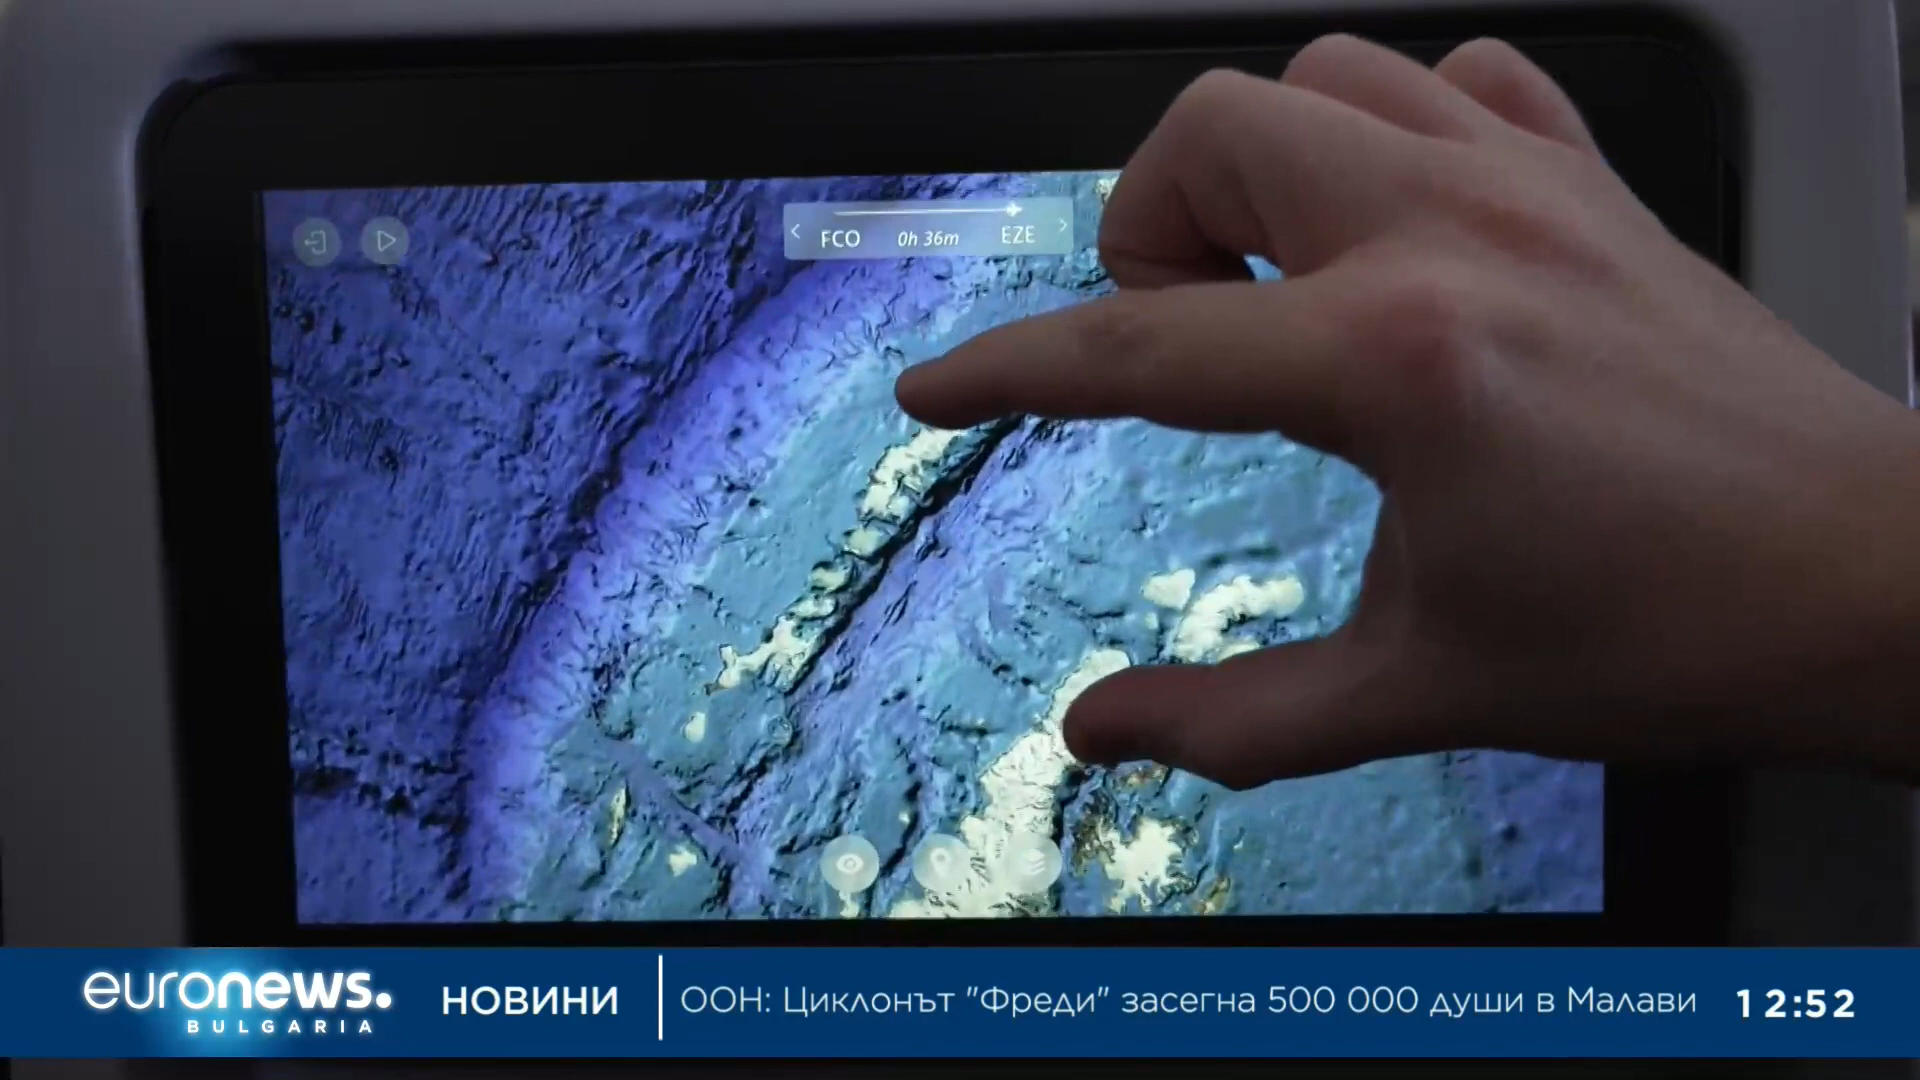 FCO 0h 36m EZE
euronews.
BULGARIA
НОВИНИ
ООН: Циклонът "Фреди" засегна 500 000 души в Малави
12:52